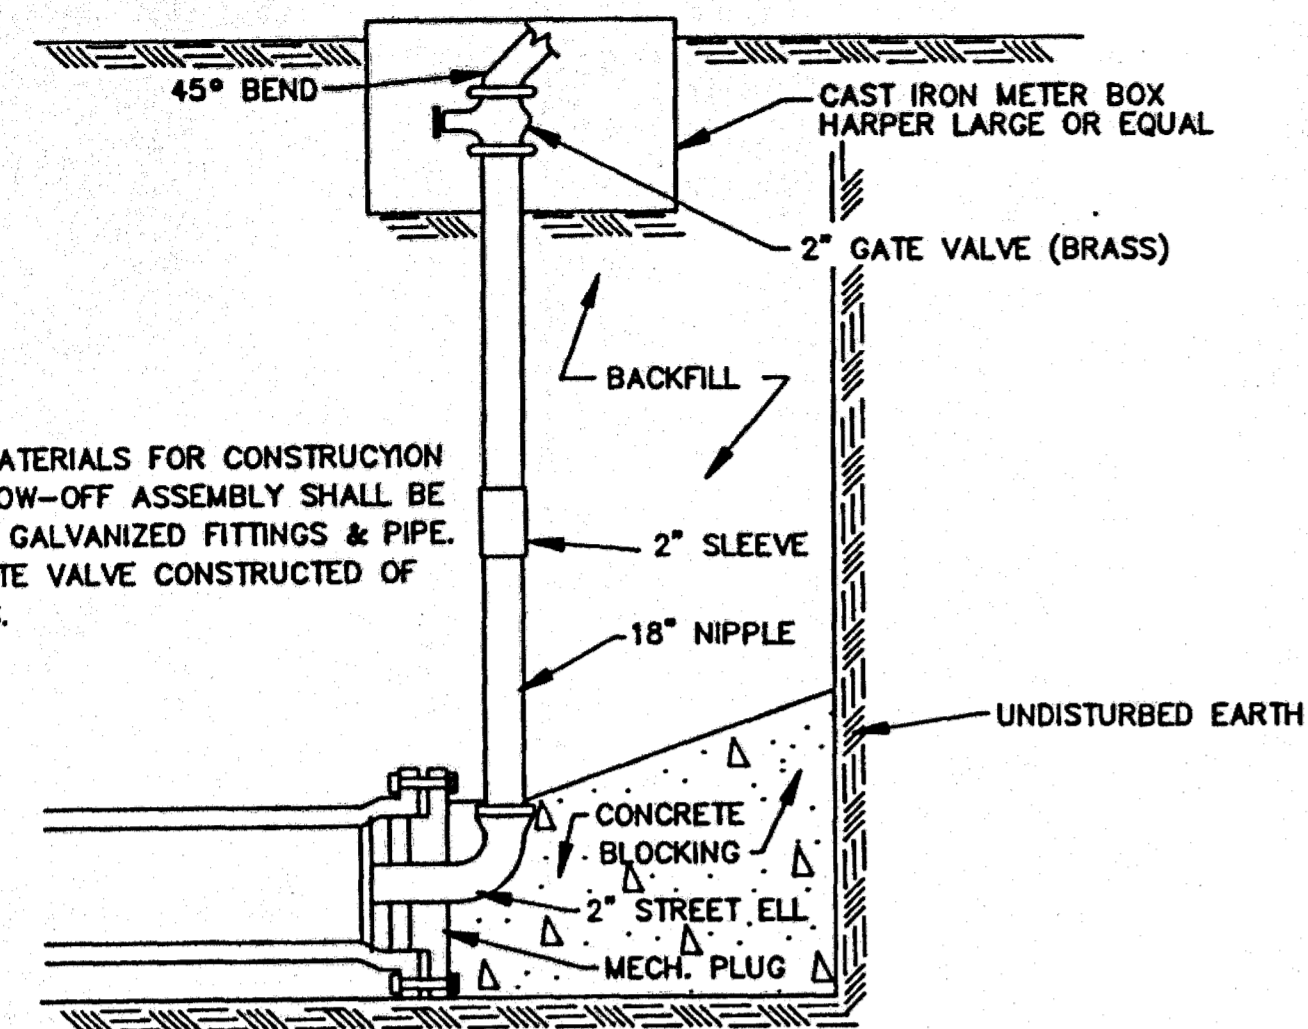 45° BEND
CAST IRON METER BOX
HARPER LARGE OR EQUAL
2" GATE VALVE (BRASS)
BACKFILL
ATERIALS FOR CONSTRUCYION
OW-OFF ASSEMBLY SHALL BE
GALVANIZED FITTINGS & PIPE.
TE VALVE CONSTRUCTED OF
2" SLEEVE
18" NIPPLE
UNDISTURBED EARTH
CONCRETE
BLOCKING
2" STREET ELL
MECH. PLUG